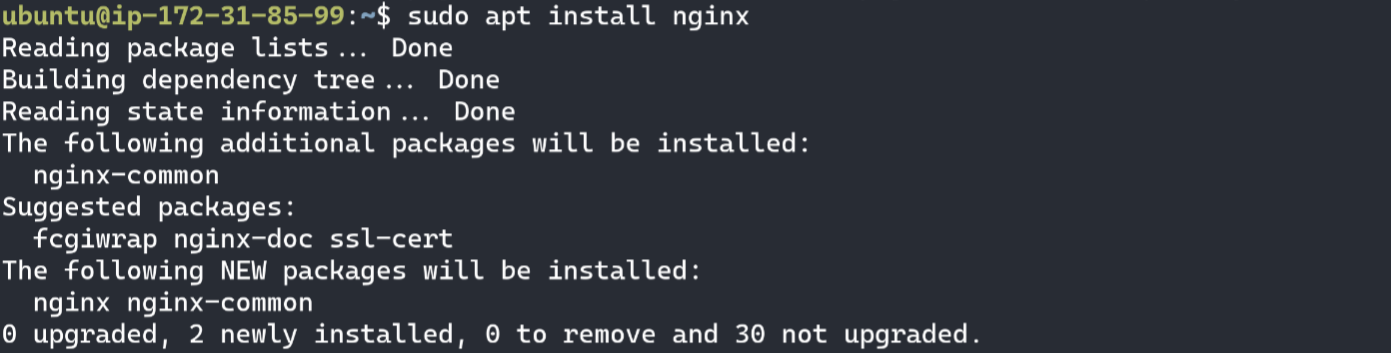 ubuntu@ip-172-31-85-99:~$ sudo apt install nginx
Reading package lists... Done
Building dependency tree... Done
Reading state information... Done
The following additional packages will be installed:
  nginx-common
Suggested packages:
  fcgiwrap nginx-doc ssl-cert
The following NEW packages will be installed:
  nginx nginx-common
0 upgraded, 2 newly installed, 0 to remove and 30 not upgraded.